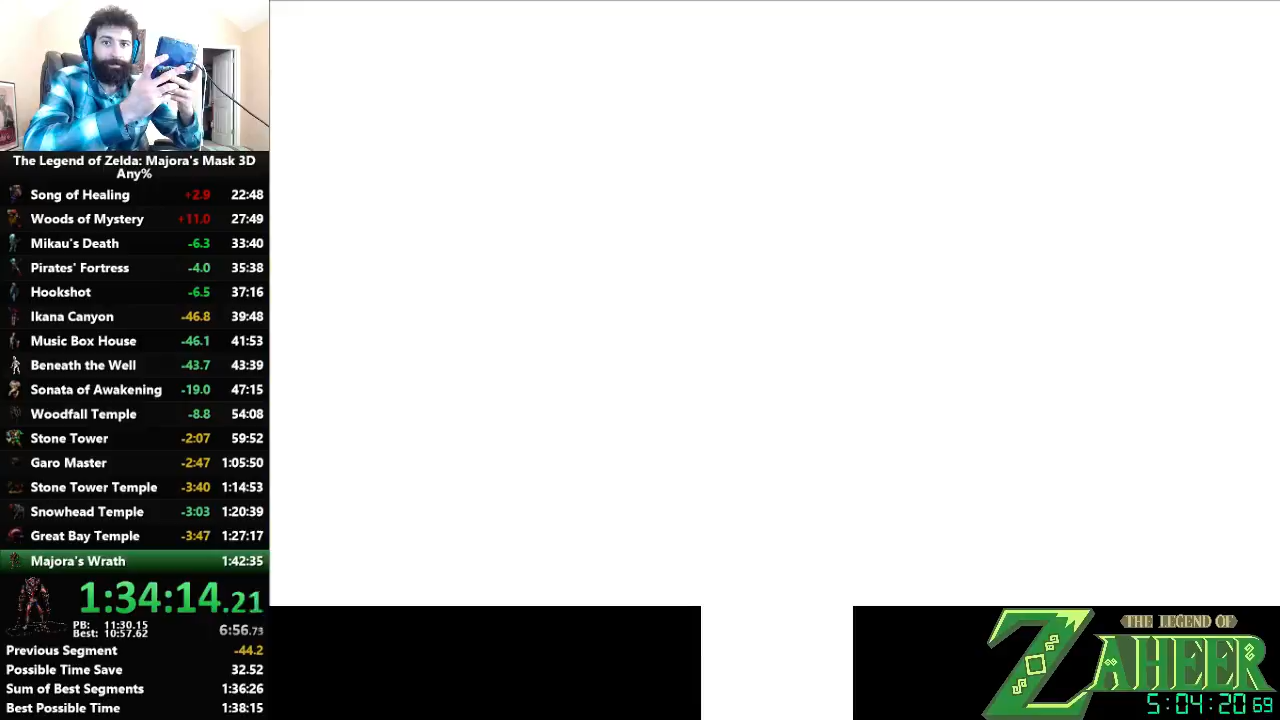 The Legend of Zelda: Majora's Mask 3D
Any%
Song of Healing +2.9 22:48
Woods of Mystery +11.0 27:49
Mikau's Death -6.3 33:40
Pirates' Fortress -4.0 35:38
Hookshot -6.5 37:16
Ikana Canyon -46.8 39:48
Music Box House -46.1 41:53
Beneath the Well -43.7 43:39
Sonata of Awakening -19.0 47:15
Woodfall Temple -8.8 54:08
Stone Tower -2:07 59:52
Garo Master -2:47 1:05:50
Stone Tower Temple -3:40 1:14:53
Snowhead Temple -3:03 1:20:39
Great Bay Temple -3:47 1:27:17
Majora's Wrath 1:42:35
1:34:14.21
PB: 11:30.15
Best: 10:57.62 6:56.73
Previous Segment -44.2
Possible Time Save 32.52
Sum of Best Segments 1:36:26
Best Possible Time 1:38:15
THE LEGEND OF
ZAHEER
5:04:20 69